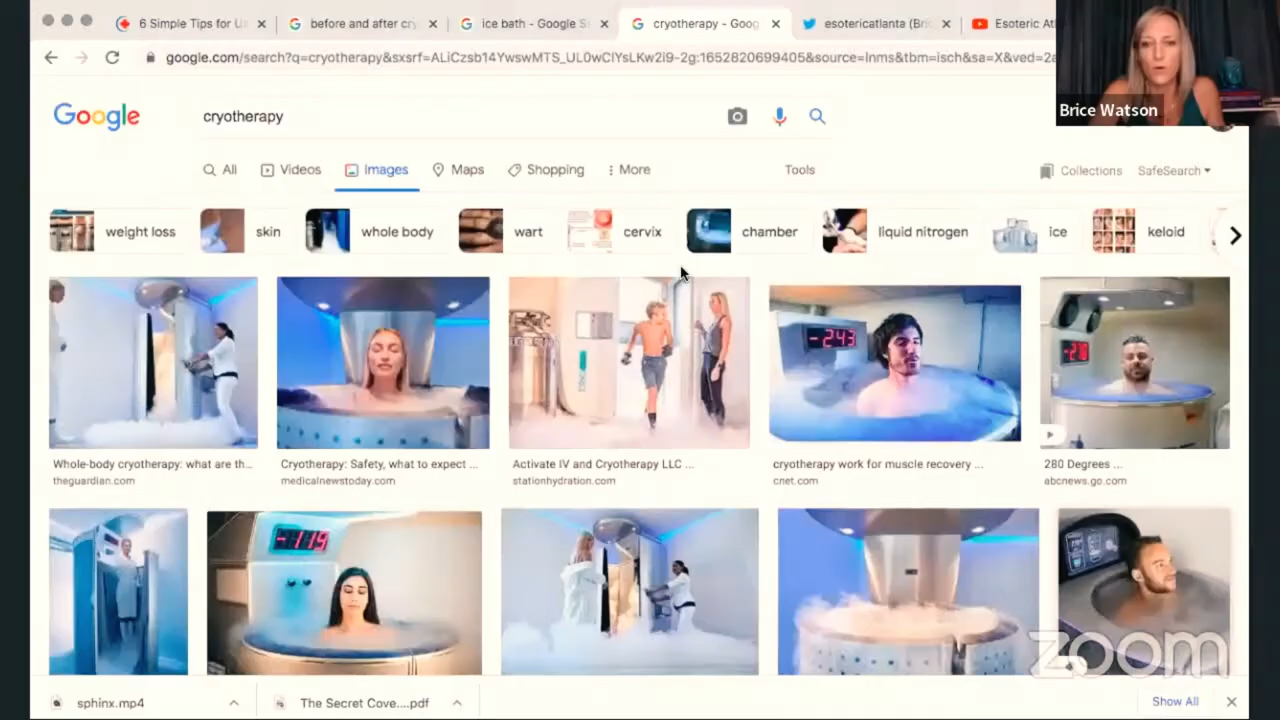 6 Simple Tips for U
before and after cry
ice bath - Google S
cryotherapy - Goog
esotericatlanta (Bric
Esoteric Atl
google.com/search?q=cryotherapy&sxsrf=ALiCzsb14YwswMTS_UL0wClYsLKw2i9-2g:1652820699405&source=lnms&tbm=isch&sa=X&ved=2a
Brice Watson
Google
cryotherapy
All
Videos
Images
Maps
Shopping
More
Tools
Collections
SafeSearch
weight loss
skin
whole body
wart
cervix
chamber
liquid nitrogen
ice
keloid
-243
Whole-body cryotherapy: what are th...
theguardian.com
Cryotherapy: Safety, what to expect ...
medicalnewstoday.com
Activate IV and Cryotherapy LLC ...
stationhydration.com
cryotherapy work for muscle recovery ...
cnet.com
280 Degrees ...
abcnews.go.com
-119
zoom
sphinx.mp4
The Secret Cove....pdf
Show All